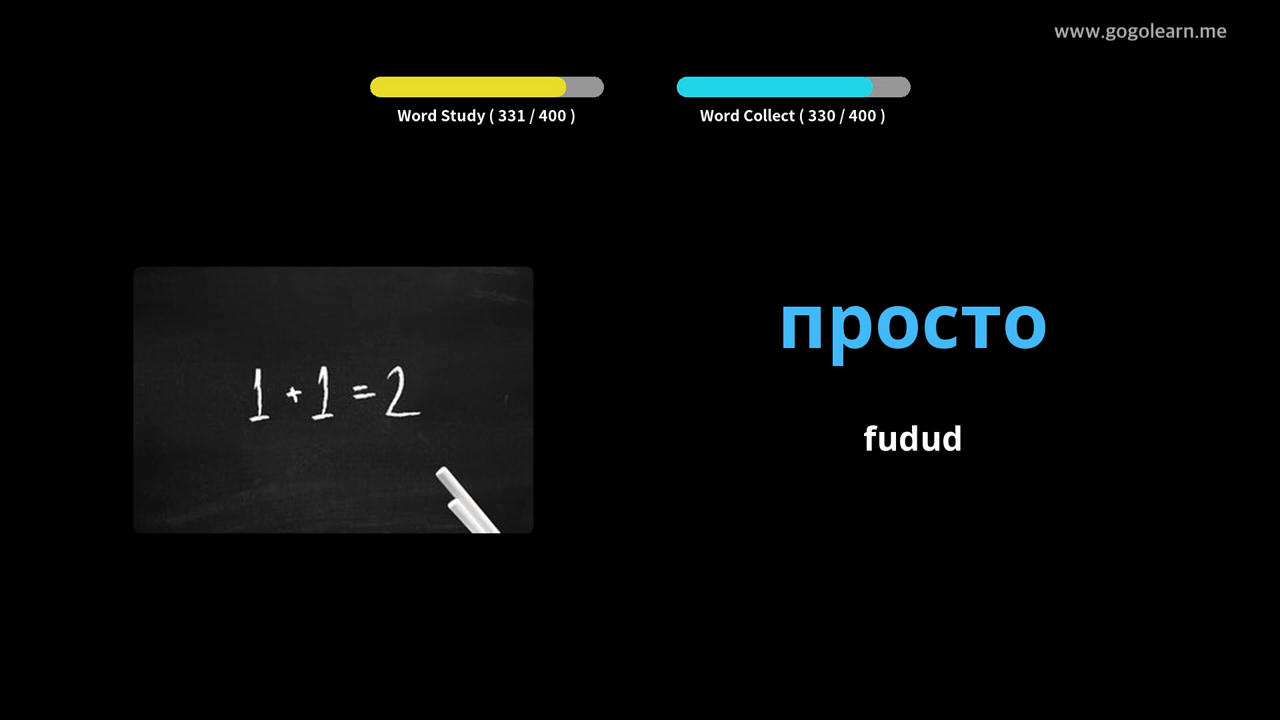 www.gogolearn.me
Word Study ( 331 / 400 )
Word Collect ( 330 / 400 )
1 + 1 = 2
просто
fudud